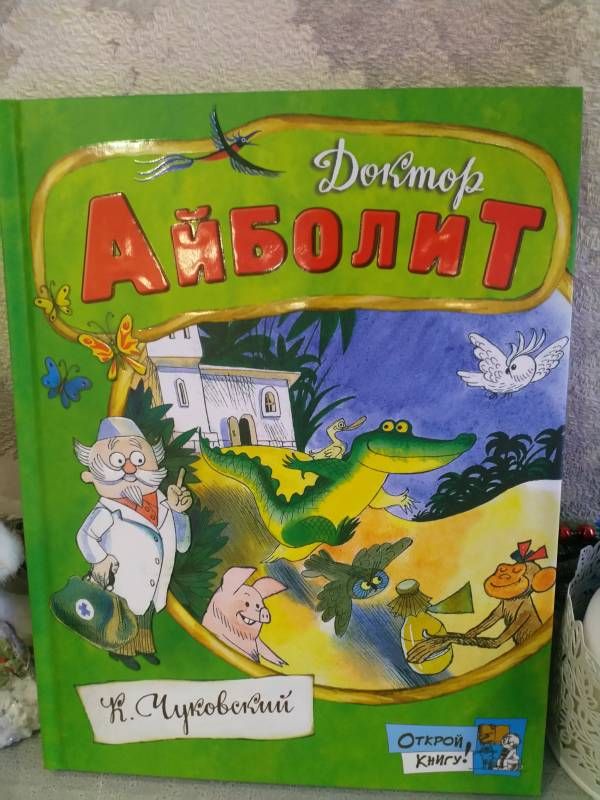 Доктор
Айболит
К. Чуковский
Открой
книгу!